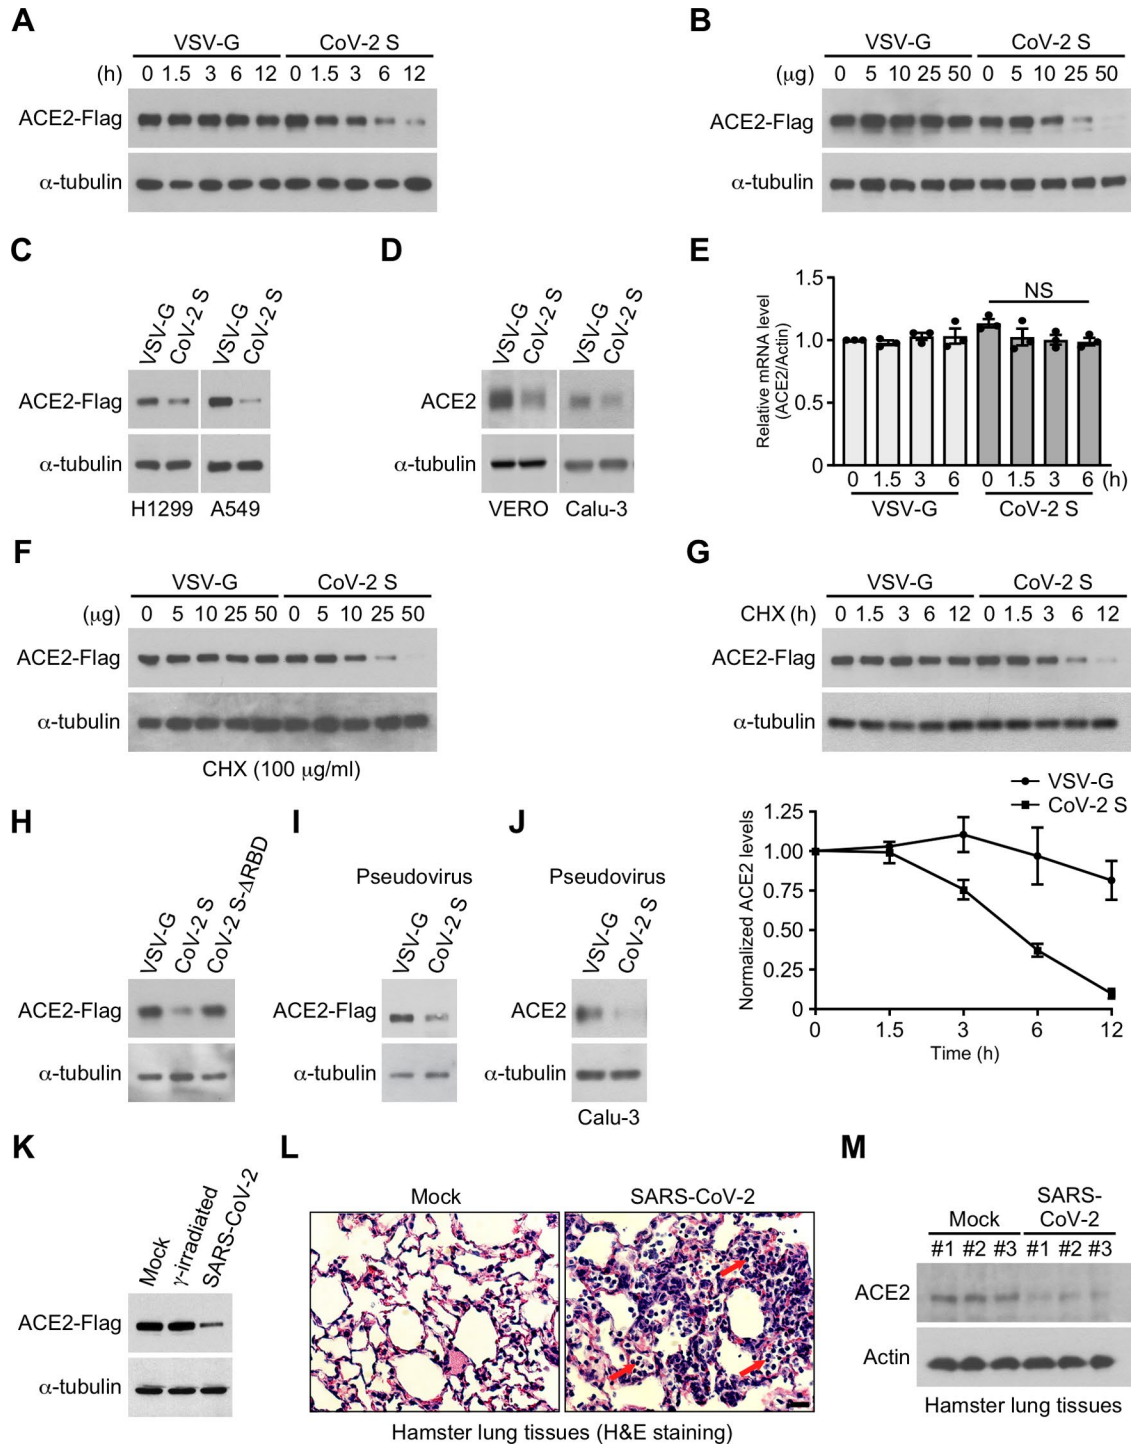 A
VSV-G CoV-2 S
(h) 0 1.5 3 6 12 0 1.5 3 6 12
ACE2-Flag
α-tubulin
B
VSV-G CoV-2 S
(μg) 0 5 10 25 50 0 5 10 25 50
ACE2-Flag
α-tubulin
C
VSV-G CoV-2 S VSV-G CoV-2 S
ACE2-Flag
α-tubulin
H1299 A549
D
VSV-G CoV-2 S VSV-G CoV-2 S
ACE2
α-tubulin
VERO Calu-3
E
Relative mRNA level
(ACE2/Actin)
1.5
1.0
0.5
0
NS
0 1.5 3 6 0 1.5 3 6 (h)
VSV-G CoV-2 S
F
VSV-G CoV-2 S
(μg) 0 5 10 25 50 0 5 10 25 50
ACE2-Flag
α-tubulin
CHX (100 μg/ml)
G
VSV-G CoV-2 S
CHX (h) 0 1.5 3 6 12 0 1.5 3 6 12
ACE2-Flag
α-tubulin
VSV-G
CoV-2 S
Normalized ACE2 levels
1.25
1.00
0.75
0.50
0.25
0
0 1.5 3 6 12
Time (h)
H
VSV-G CoV-2 S CoV-2 S-ΔRBD
ACE2-Flag
α-tubulin
I
Pseudovirus
VSV-G CoV-2 S
ACE2-Flag
α-tubulin
J
Pseudovirus
VSV-G CoV-2 S
ACE2
α-tubulin
Calu-3
K
Mock γ-irradiated SARS-CoV-2
ACE2-Flag
α-tubulin
L
Mock SARS-CoV-2
Hamster lung tissues (H&E staining)
M
SARS-
Mock CoV-2
#1 #2 #3 #1 #2 #3
ACE2
Actin
Hamster lung tissues